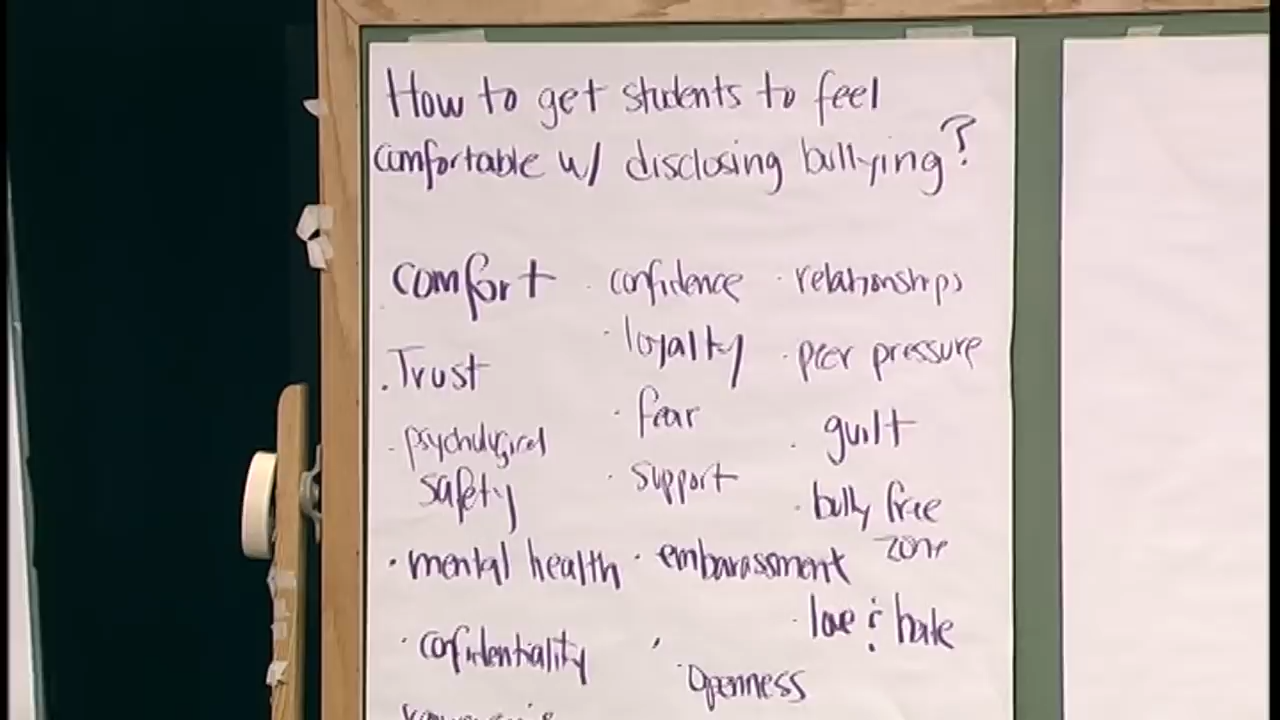 How to get students to feel
comfortable w/ disclosing bullying?
comfort
. Trust
. psychological
safety
. mental health
. cofidentiality
. confidence
. loyalty
. fear
. support
. embarassment
. Openness
. relationships
. peer pressure
. guilt
. bully free
zone
. love & hate